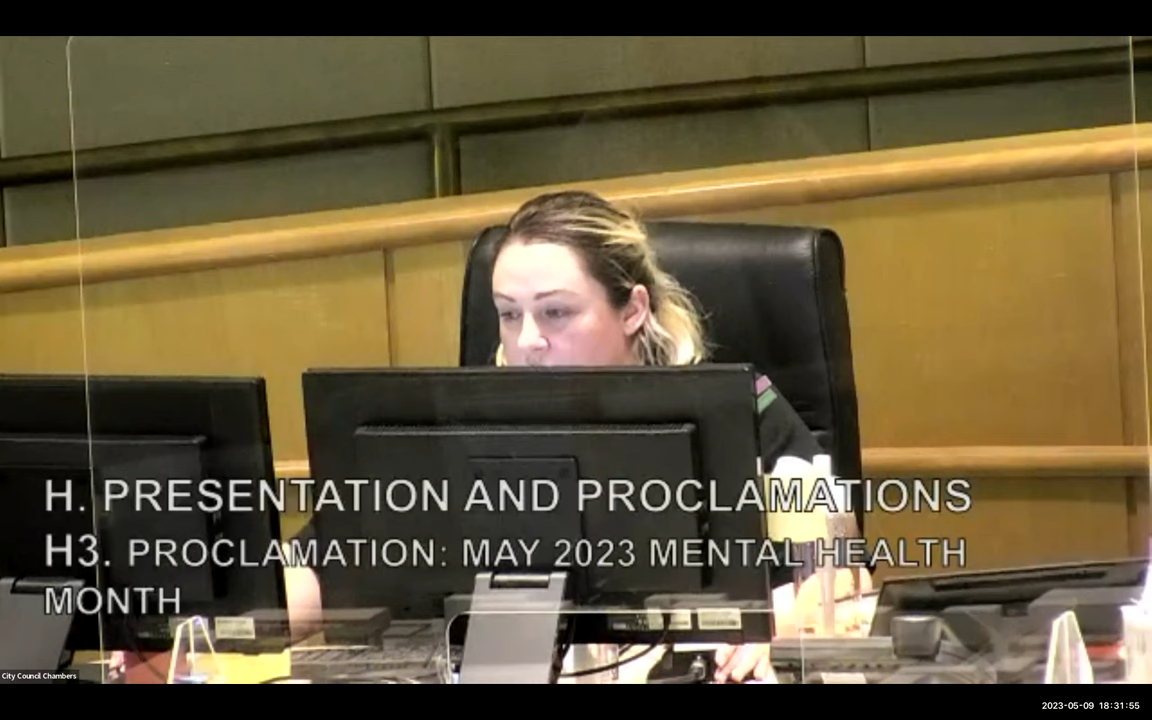 H. PRESENTATION AND PROCLAMATIONS
H3. PROCLAMATION: MAY 2023 MENTAL HEALTH
MONTH
City Council Chambers
2023-05-09 18:31:55